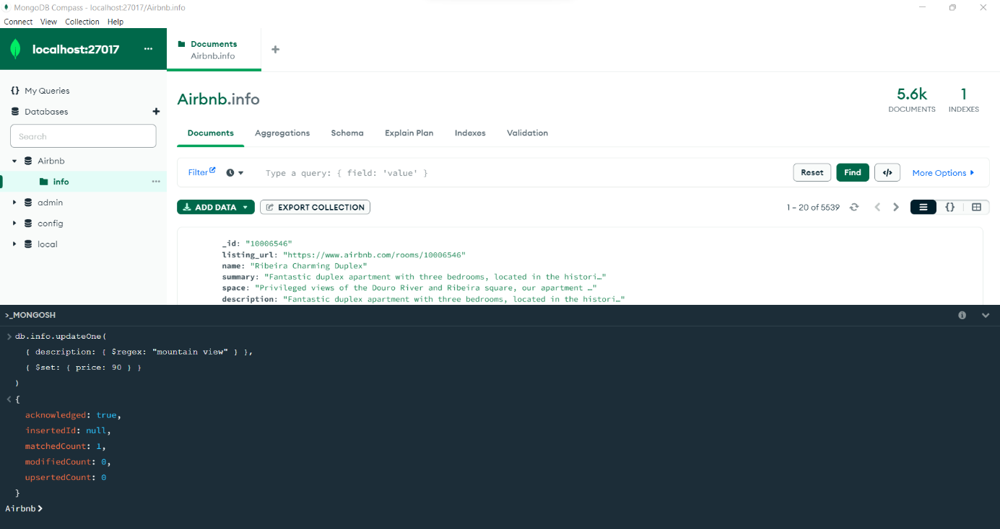 MongoDB Compass - localhost:27017/Airbnb.info
Connect View Collection Help
localhost:27017 ...
Documents
Airbnb.info
+
{} My Queries
Databases +
Search
Airbnb
info ...
admin
config
local
Airbnb.info
5.6k
DOCUMENTS
1
INDEXES
Documents Aggregations Schema Explain Plan Indexes Validation
Filter Type a query: { field: 'value' } Reset Find </> More Options
ADD DATA EXPORT COLLECTION 1 – 20 of 5539 {}
_id: "10006546"
listing_url: "https://www.airbnb.com/rooms/10006546"
name: "Ribeira Charming Duplex"
summary: "Fantastic duplex apartment with three bedrooms, located in the histori…"
space: "Privileged views of the Douro River and Ribeira square, our apartment …"
description: "Fantastic duplex apartment with three bedrooms, located in the histori…"
>_MONGOSH
> db.info.updateOne(
{ description: { $regex: "mountain view" } },
{ $set: { price: 90 } }
)
< {
acknowledged: true,
insertedId: null,
matchedCount: 1,
modifiedCount: 0,
upsertedCount: 0
}
Airbnb>